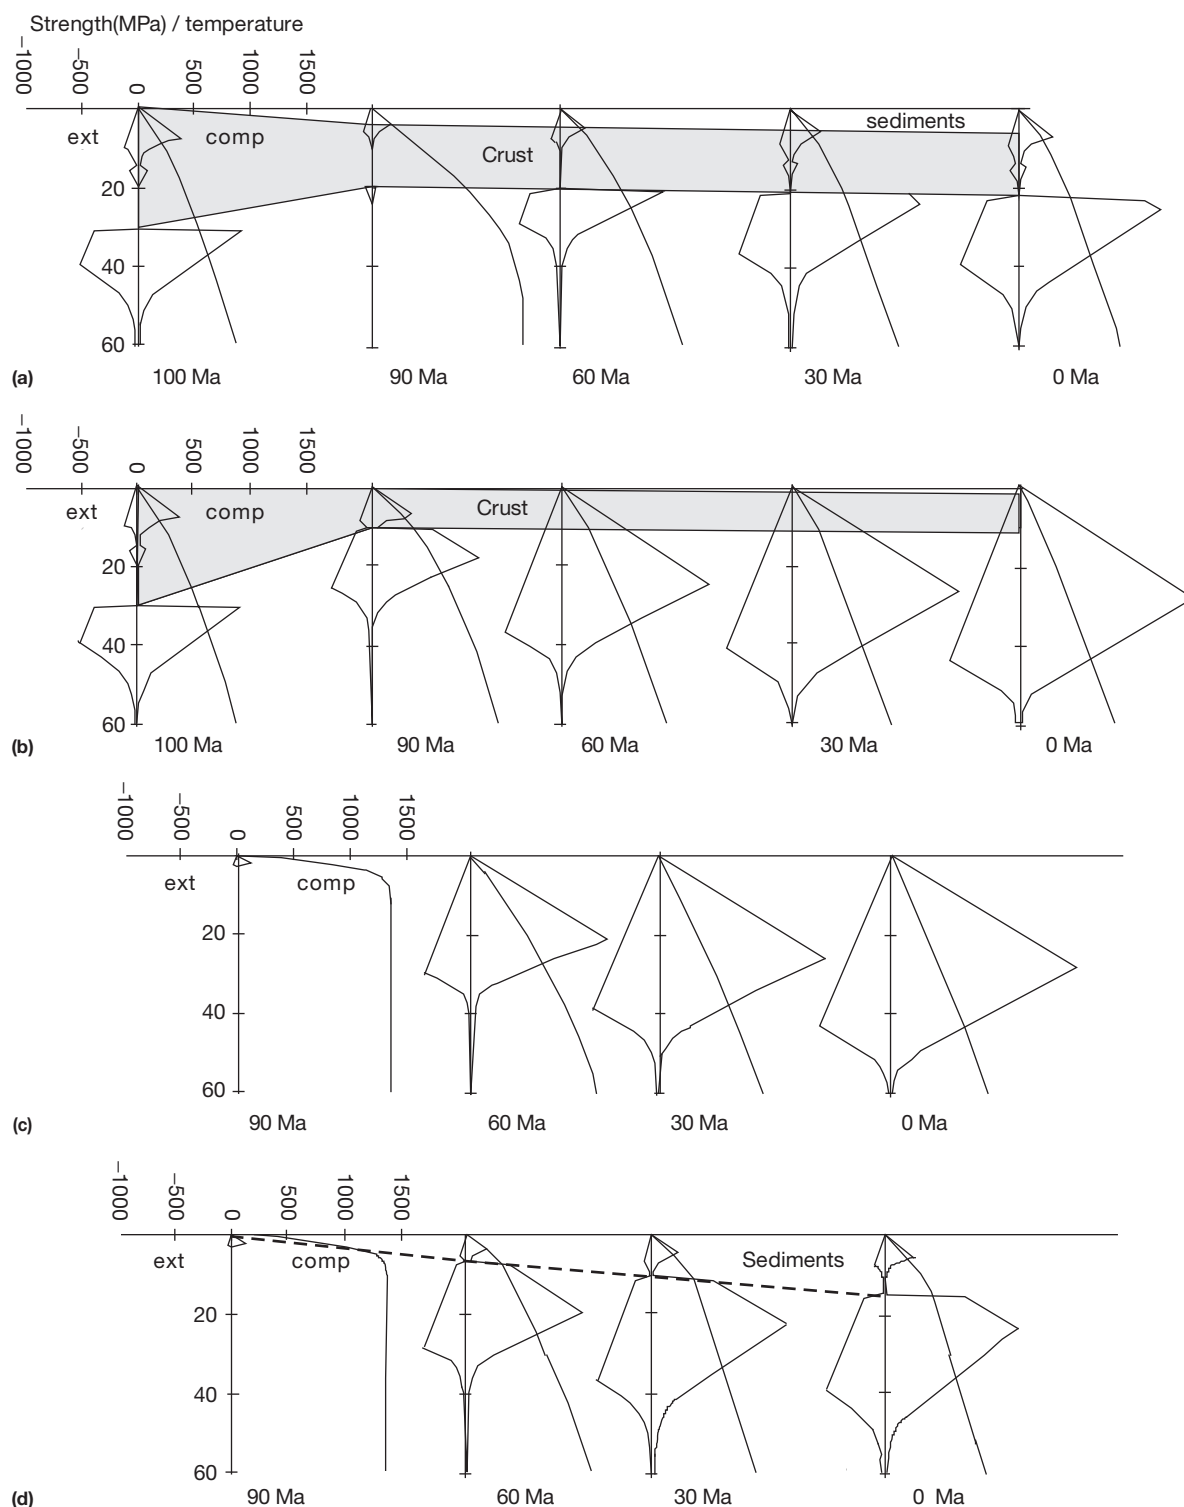 Strength(MPa) / temperature
–1000 –500 0 500 1000 1500
ext comp Crust sediments
20
40
60
(a) 100 Ma 90 Ma 60 Ma 30 Ma 0 Ma
–1000 –500 0 500 1000 1500
ext comp Crust
20
40
60
(b) 100 Ma 90 Ma 60 Ma 30 Ma 0 Ma
–1000 –500 0 500 1000 1500
ext comp
20
40
60
(c) 90 Ma 60 Ma 30 Ma 0 Ma
–1000 –500 0 500 10000 15000
ext comp Sediments
20
40
60
(d) 90 Ma 60 Ma 30 Ma 0 Ma